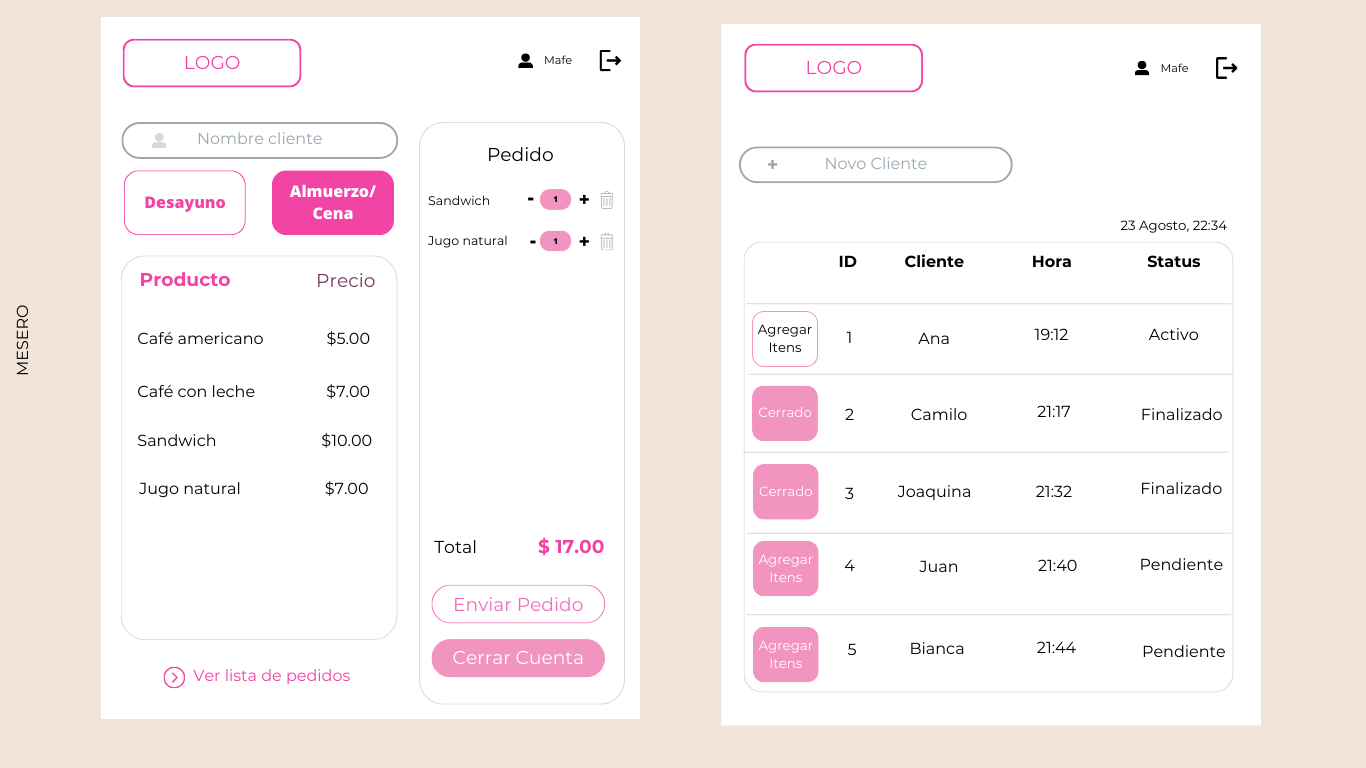 MESERO
LOGO
Mafe
Nombre cliente
Desayuno
Almuerzo/
Cena
Producto Precio
Café americano $5.00
Café con leche $7.00
Sandwich $10.00
Jugo natural $7.00
Ver lista de pedidos
Pedido
Sandwich - 1 +
Jugo natural - 1 +
Total $ 17.00
Enviar Pedido
Cerrar Cuenta
LOGO
Mafe
+ Novo Cliente
23 Agosto, 22:34
ID Cliente Hora Status
Agregar
Itens
1 Ana 19:12 Activo
Cerrado 2 Camilo 21:17 Finalizado
Cerrado 3 Joaquina 21:32 Finalizado
Agregar
Itens
4 Juan 21:40 Pendiente
Agregar
Itens
5 Bianca 21:44 Pendiente